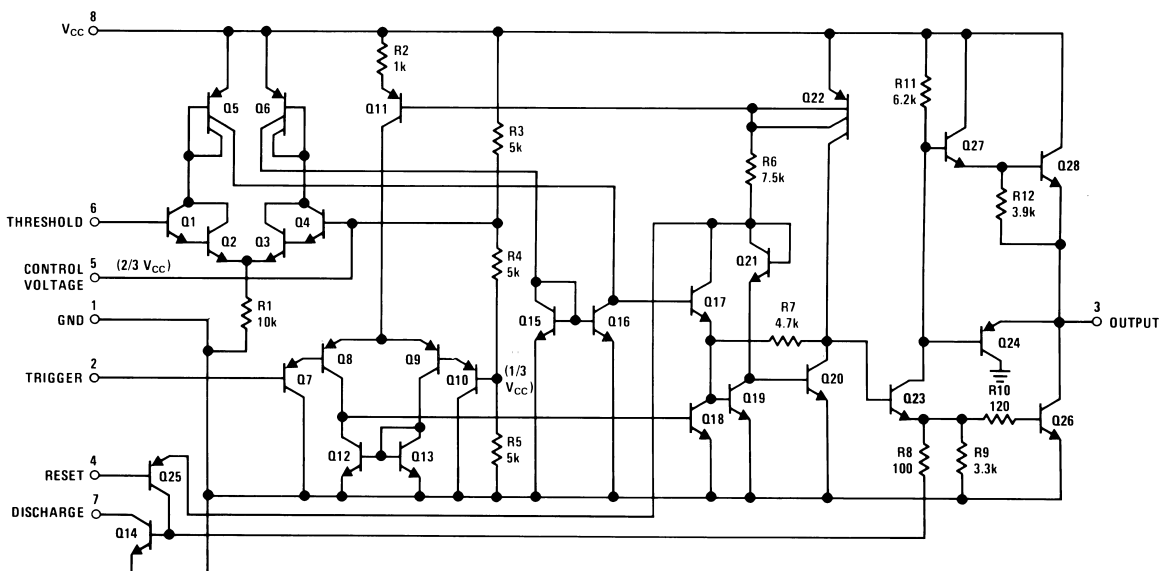 8
VCC
R2
1k
Q5
Q6
Q11
Q22
R11
6.2k
R3
5k
R6
7.5k
Q27
Q28
R12
3.9k
6
THRESHOLD
Q1
Q2
Q3
Q4
5
CONTROL
VOLTAGE
(2/3 VCC)
R4
5k
Q21
1
GND
R1
10k
Q15
Q16
Q17
R7
4.7k
3
OUTPUT
Q24
2
TRIGGER
Q7
Q8
Q9
Q10
(1/3
VCC)
Q18
Q19
Q20
Q23
R10
120
Q26
4
RESET
Q25
Q12
Q13
R5
5k
R8
100
R9
3.3k
7
DISCHARGE
Q14